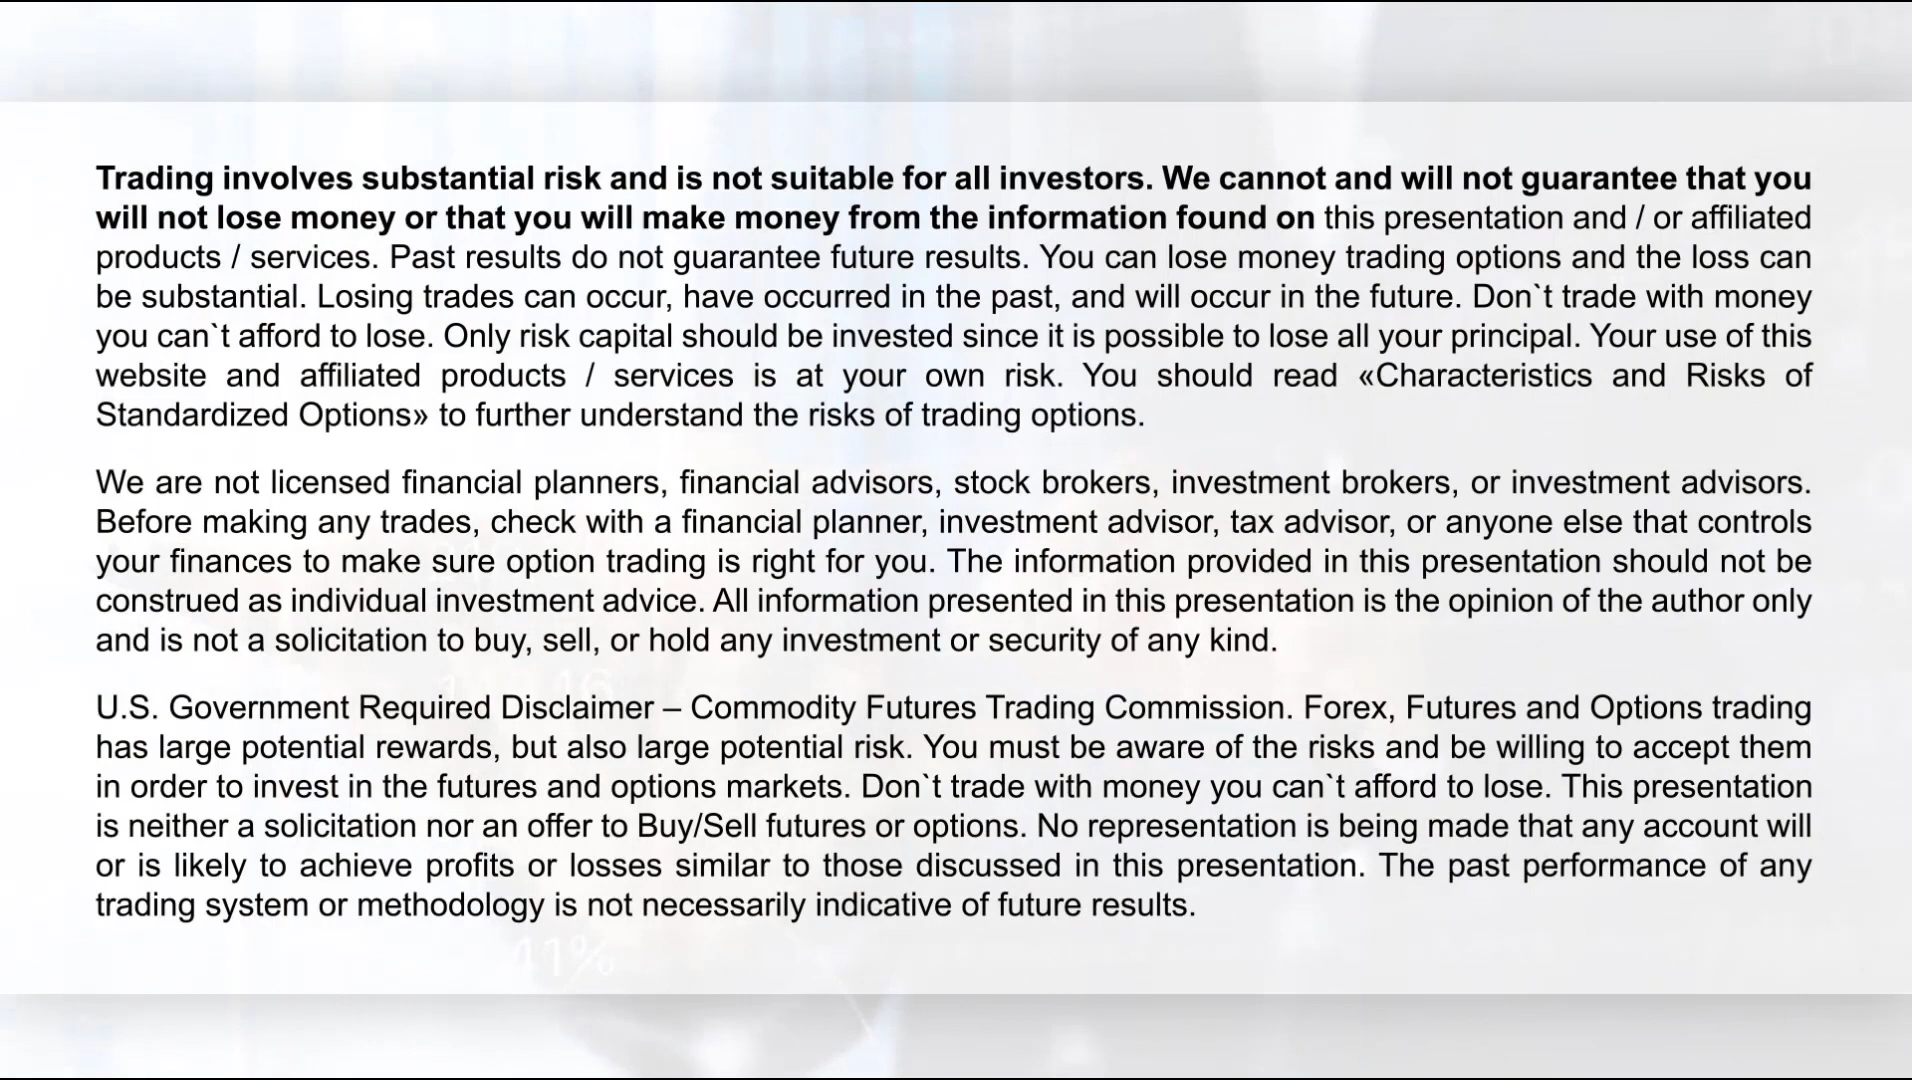 Trading involves substantial risk and is not suitable for all investors. We cannot and will not guarantee that you
will not lose money or that you will make money from the information found on this presentation and / or affiliated
products / services. Past results do not guarantee future results. You can lose money trading options and the loss can
be substantial. Losing trades can occur, have occurred in the past, and will occur in the future. Don`t trade with money
you can`t afford to lose. Only risk capital should be invested since it is possible to lose all your principal. Your use of this
website and affiliated products / services is at your own risk. You should read «Characteristics and Risks of
Standardized Options» to further understand the risks of trading options.
We are not licensed financial planners, financial advisors, stock brokers, investment brokers, or investment advisors.
Before making any trades, check with a financial planner, investment advisor, tax advisor, or anyone else that controls
your finances to make sure option trading is right for you. The information provided in this presentation should not be
construed as individual investment advice. All information presented in this presentation is the opinion of the author only
and is not a solicitation to buy, sell, or hold any investment or security of any kind.
U.S. Government Required Disclaimer – Commodity Futures Trading Commission. Forex, Futures and Options trading
has large potential rewards, but also large potential risk. You must be aware of the risks and be willing to accept them
in order to invest in the futures and options markets. Don`t trade with money you can`t afford to lose. This presentation
is neither a solicitation nor an offer to Buy/Sell futures or options. No representation is being made that any account will
or is likely to achieve profits or losses similar to those discussed in this presentation. The past performance of any
trading system or methodology is not necessarily indicative of future results.
41%